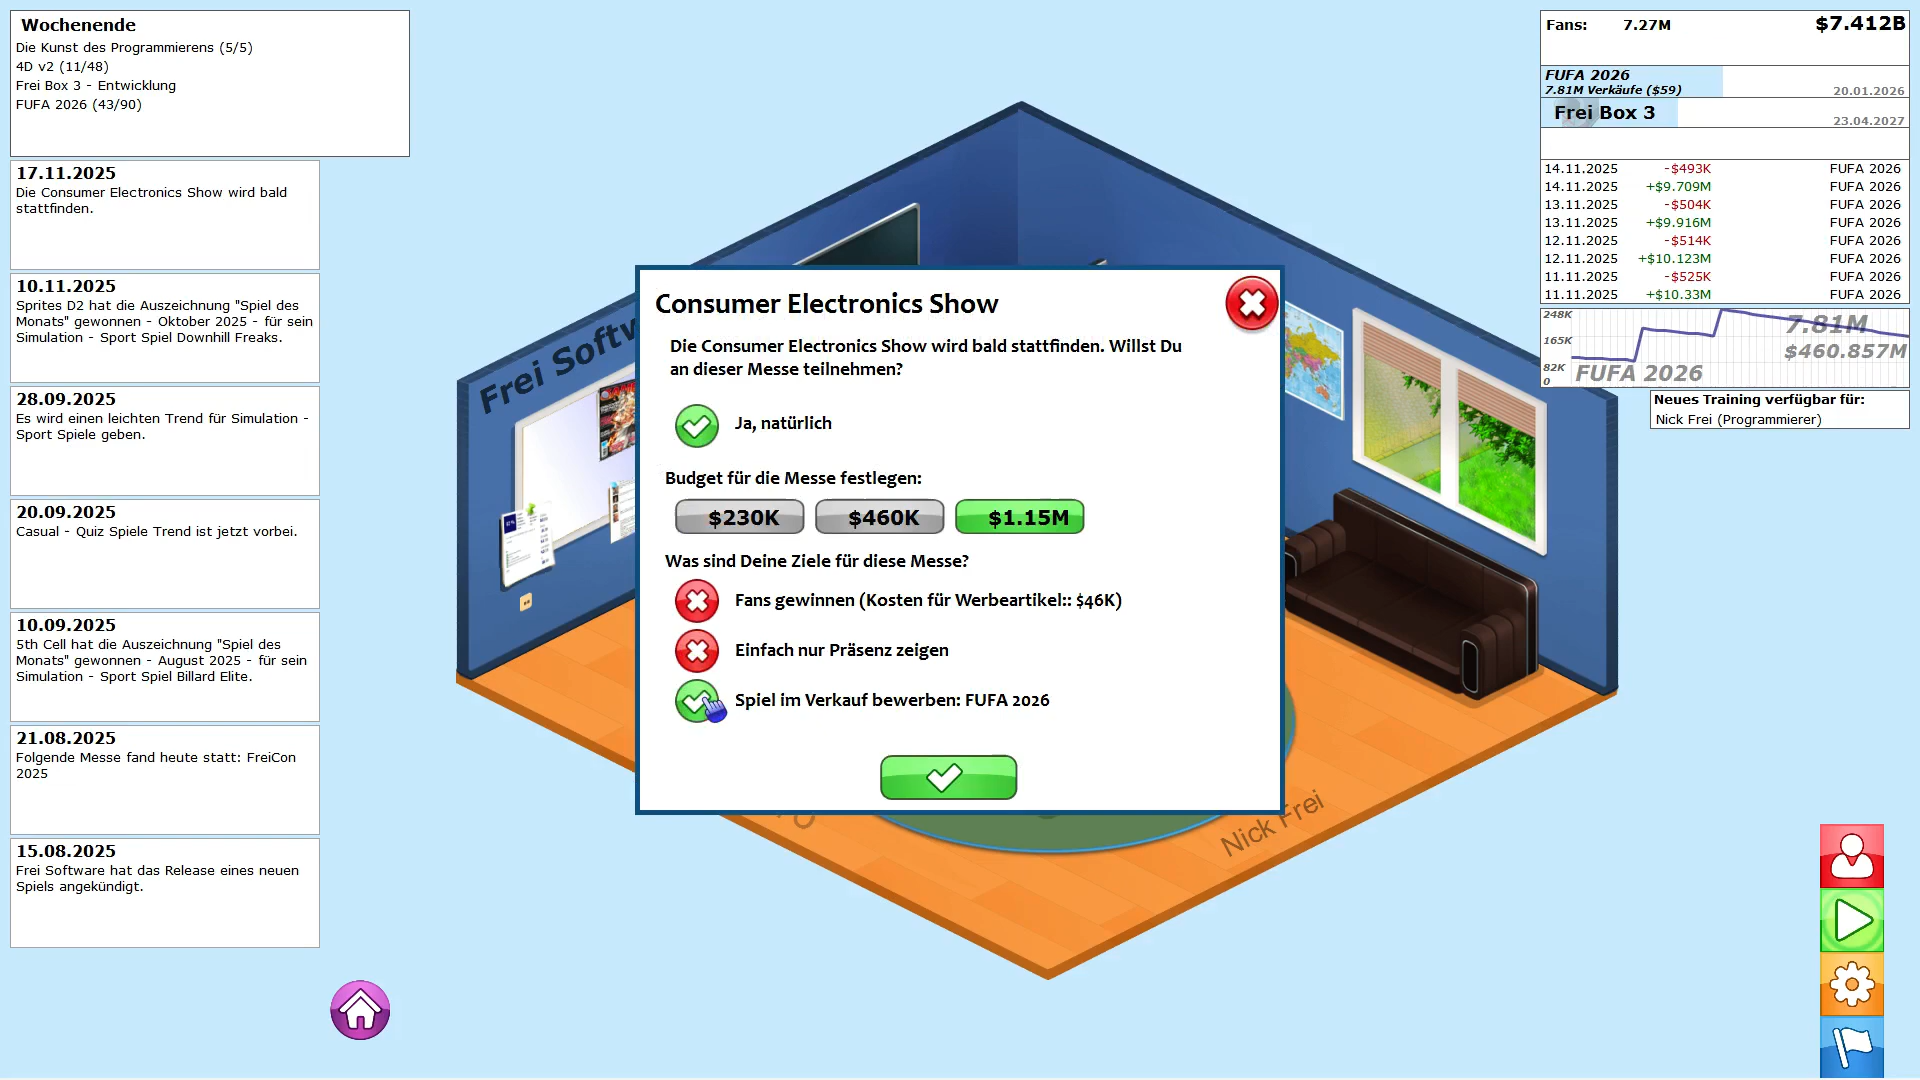 Wochenende
Die Kunst des Programmierens (5/5)
4D v2 (11/48)
Frei Box 3 - Entwicklung
FUFA 2026 (43/90)
17.11.2025
Die Consumer Electronics Show wird bald
stattfinden.
10.11.2025
Sprites D2 hat die Auszeichnung "Spiel des
Monats" gewonnen - Oktober 2025 - für sein
Simulation - Sport Spiel Downhill Freaks.
28.09.2025
Es wird einen leichten Trend für Simulation -
Sport Spiele geben.
20.09.2025
Casual - Quiz Spiele Trend ist jetzt vorbei.
10.09.2025
5th Cell hat die Auszeichnung "Spiel des
Monats" gewonnen - August 2025 - für sein
Simulation - Sport Spiel Billard Elite.
21.08.2025
Folgende Messe fand heute statt: FreiCon
2025
15.08.2025
Frei Software hat das Release eines neuen
Spiels angekündigt.
Frei Softw
Consumer Electronics Show
Die Consumer Electronics Show wird bald stattfinden. Willst Du
an dieser Messe teilnehmen?
Ja, natürlich
Budget für die Messe festlegen:
$230K $460K $1.15M
Was sind Deine Ziele für diese Messe?
Fans gewinnen (Kosten für Werbeartikel:: $46K)
Einfach nur Präsenz zeigen
Spiel im Verkauf bewerben: FUFA 2026
Nick Frei
Fans: 7.27M $7.412B
FUFA 2026
7.81M Verkäufe ($59) 20.01.2026
Frei Box 3 23.04.2027
14.11.2025 -$493K FUFA 2026
14.11.2025 +$9.709M FUFA 2026
13.11.2025 -$504K FUFA 2026
13.11.2025 +$9.916M FUFA 2026
12.11.2025 -$514K FUFA 2026
12.11.2025 +$10.123M FUFA 2026
11.11.2025 -$525K FUFA 2026
11.11.2025 +$10.33M FUFA 2026
248K
7.81M
165K
$460.857M
82K
FUFA 2026
0
Neues Training verfügbar für:
Nick Frei (Programmierer)